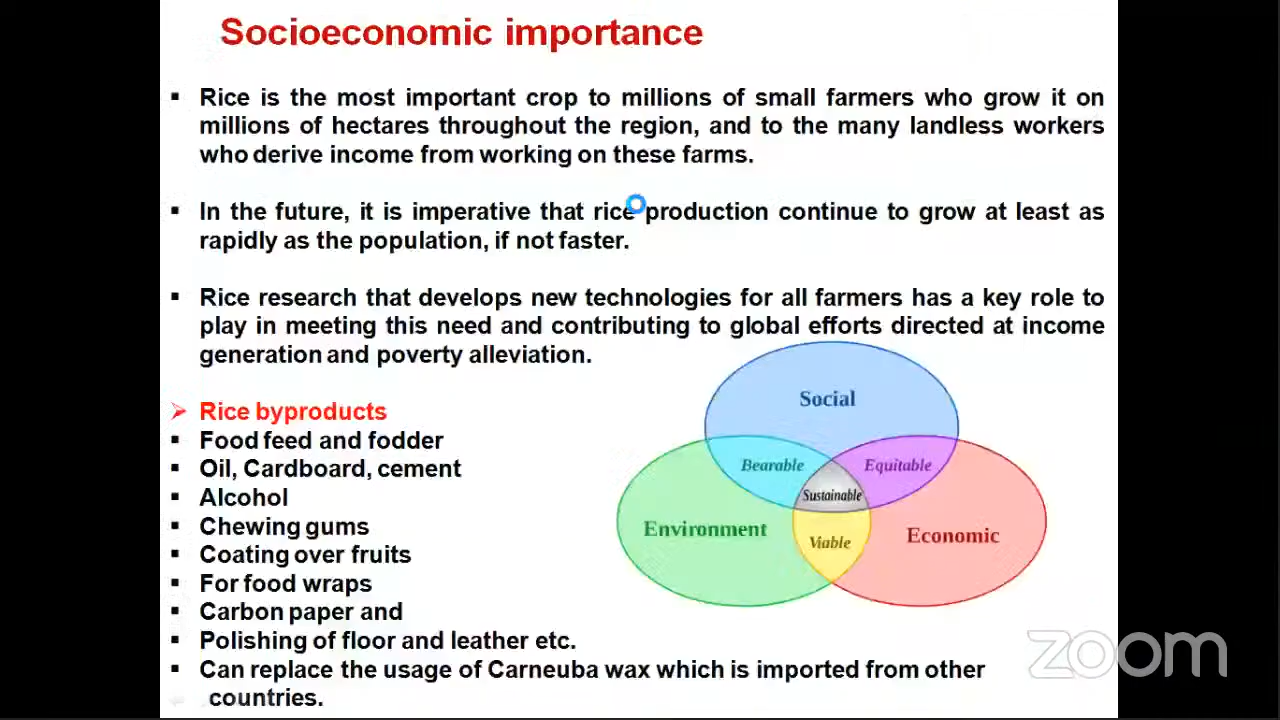 Socioeconomic importance
▪ Rice is the most important crop to millions of small farmers who grow it on
millions of hectares throughout the region, and to the many landless workers
who derive income from working on these farms.
▪ In the future, it is imperative that rice production continue to grow at least as
rapidly as the population, if not faster.
▪ Rice research that develops new technologies for all farmers has a key role to
play in meeting this need and contributing to global efforts directed at income
generation and poverty alleviation.
➢ Rice byproducts
▪ Food feed and fodder
▪ Oil, Cardboard, cement
▪ Alcohol
▪ Chewing gums
▪ Coating over fruits
▪ For food wraps
▪ Carbon paper and
▪ Polishing of floor and leather etc.
▪ Can replace the usage of Carneuba wax which is imported from other
countries.
Social
Bearable
Equitable
Sustainable
Environment
Viable
Economic
zoom